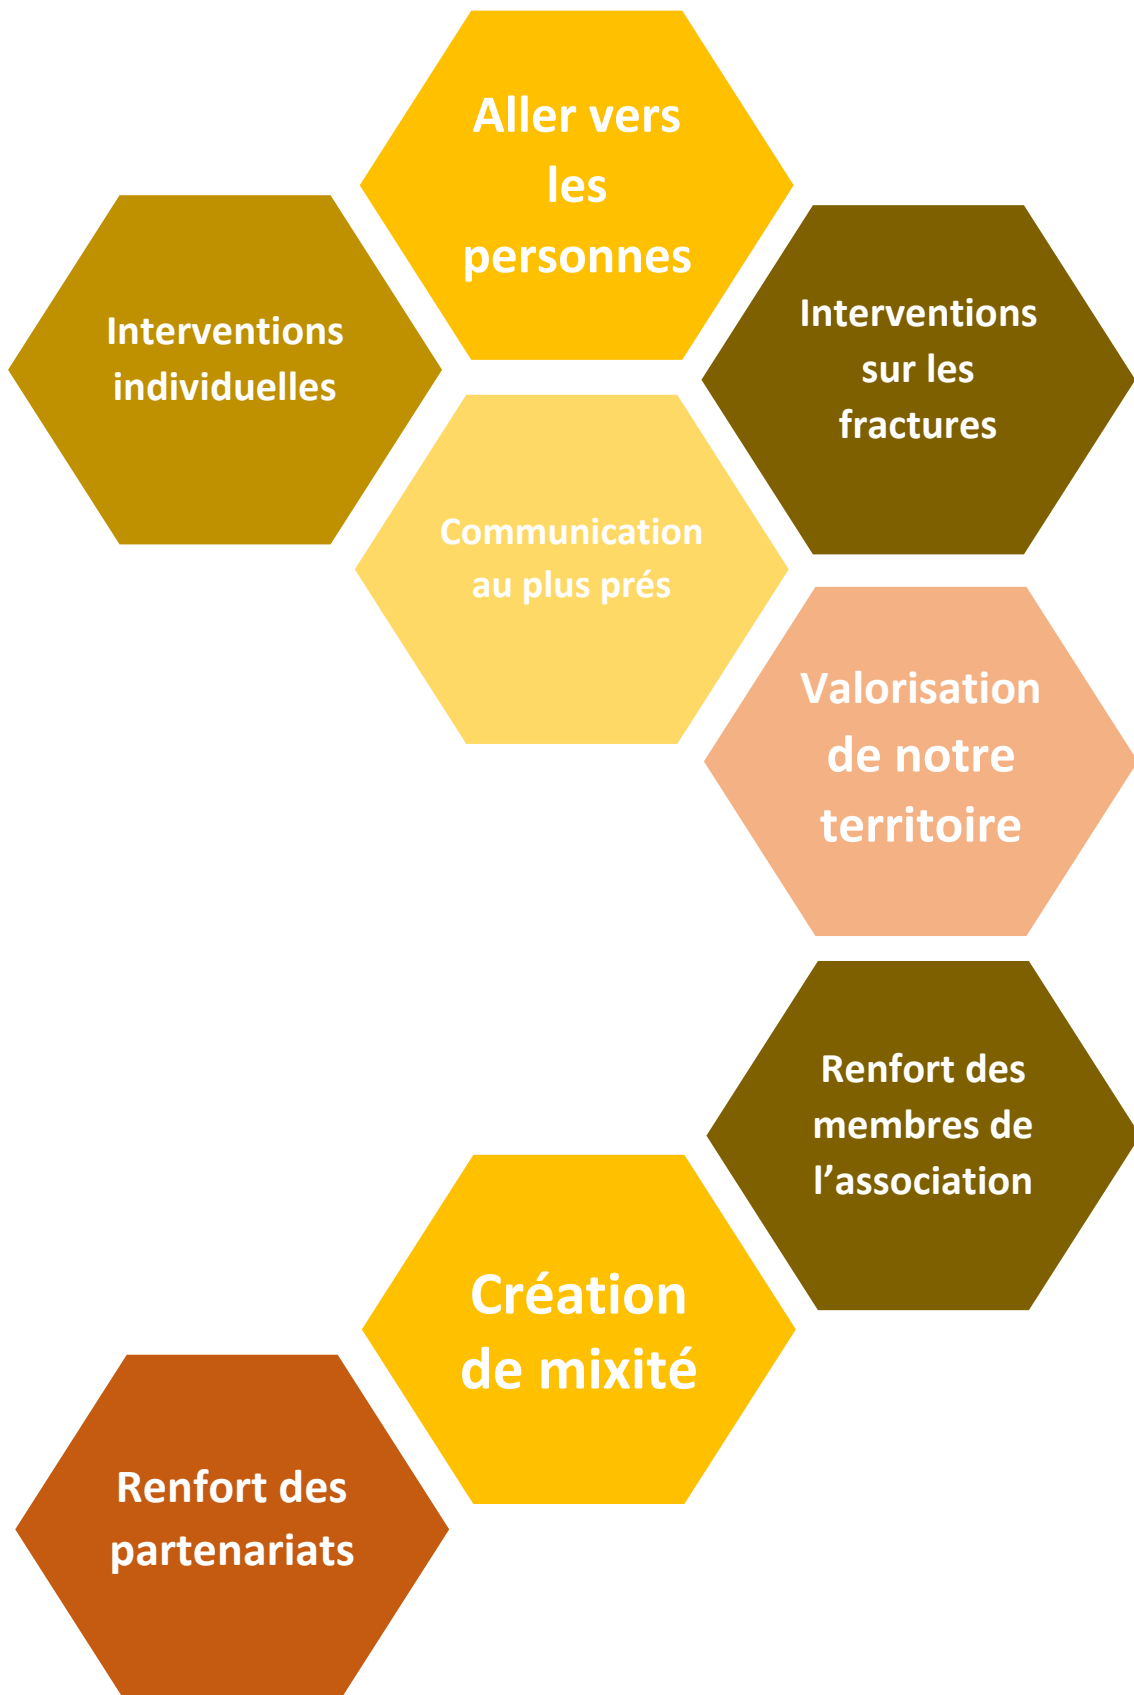 Aller vers
les
personnes
Interventions
individuelles
Interventions
sur les
fractures
Communication
au plus prés
Valorisation
de notre
territoire
Renfort des
membres de
l’association
Création
de mixité
Renfort des
partenariats